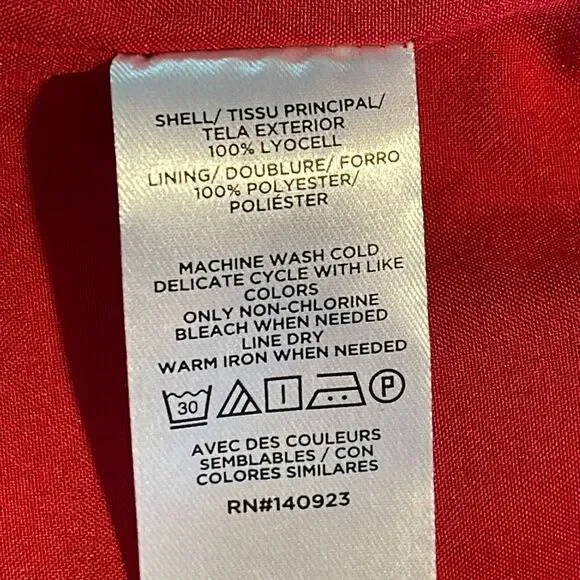 SHELL/ TISSU PRINCIPAL/
TELA EXTERIOR
100% LYOCELL
LINING/ DOUBLURE/ FORRO
100% POLYESTER/
POLIÉSTER
MACHINE WASH COLD
DELICATE CYCLE WITH LIKE
COLORS
ONLY NON-CHLORINE
BLEACH WHEN NEEDED
LINE DRY
WARM IRON WHEN NEEDED
30 P
AVEC DES COULEURS
SEMBLABLES / CON
COLORES SIMILARES
RN#140923